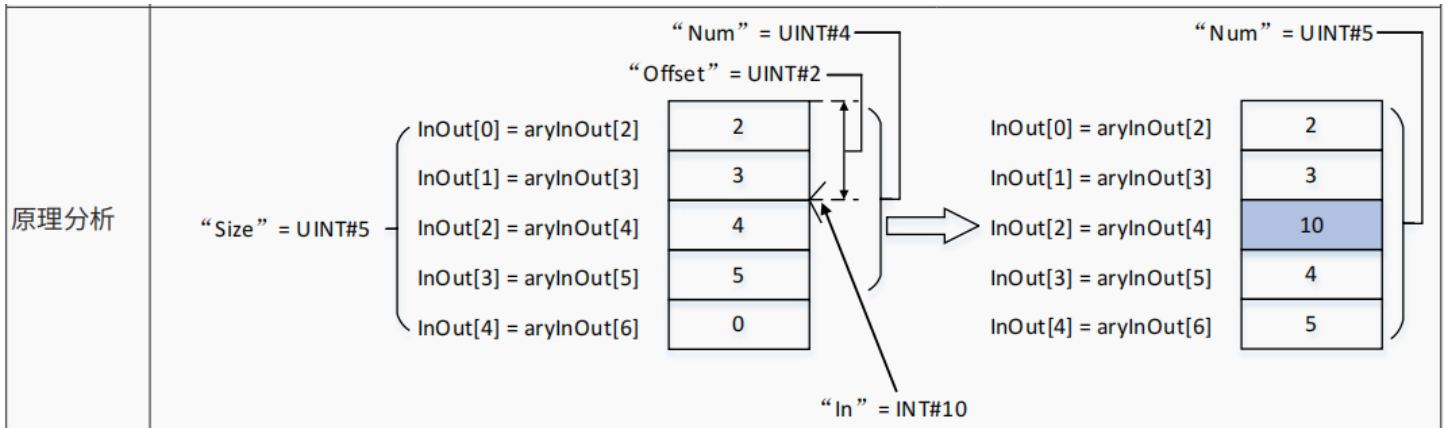 原理分析
“Num”= UINT#4
“Offset”= UINT#2
“Size”= UINT#5
InOut[0] = aryInOut[2]
2
InOut[1] = aryInOut[3]
3
InOut[2] = aryInOut[4]
4
InOut[3] = aryInOut[5]
5
InOut[4] = aryInOut[6]
0
“In”= INT#10
“Num”= UINT#5
InOut[0] = aryInOut[2]
2
InOut[1] = aryInOut[3]
3
InOut[2] = aryInOut[4]
10
InOut[3] = aryInOut[5]
4
InOut[4] = aryInOut[6]
5